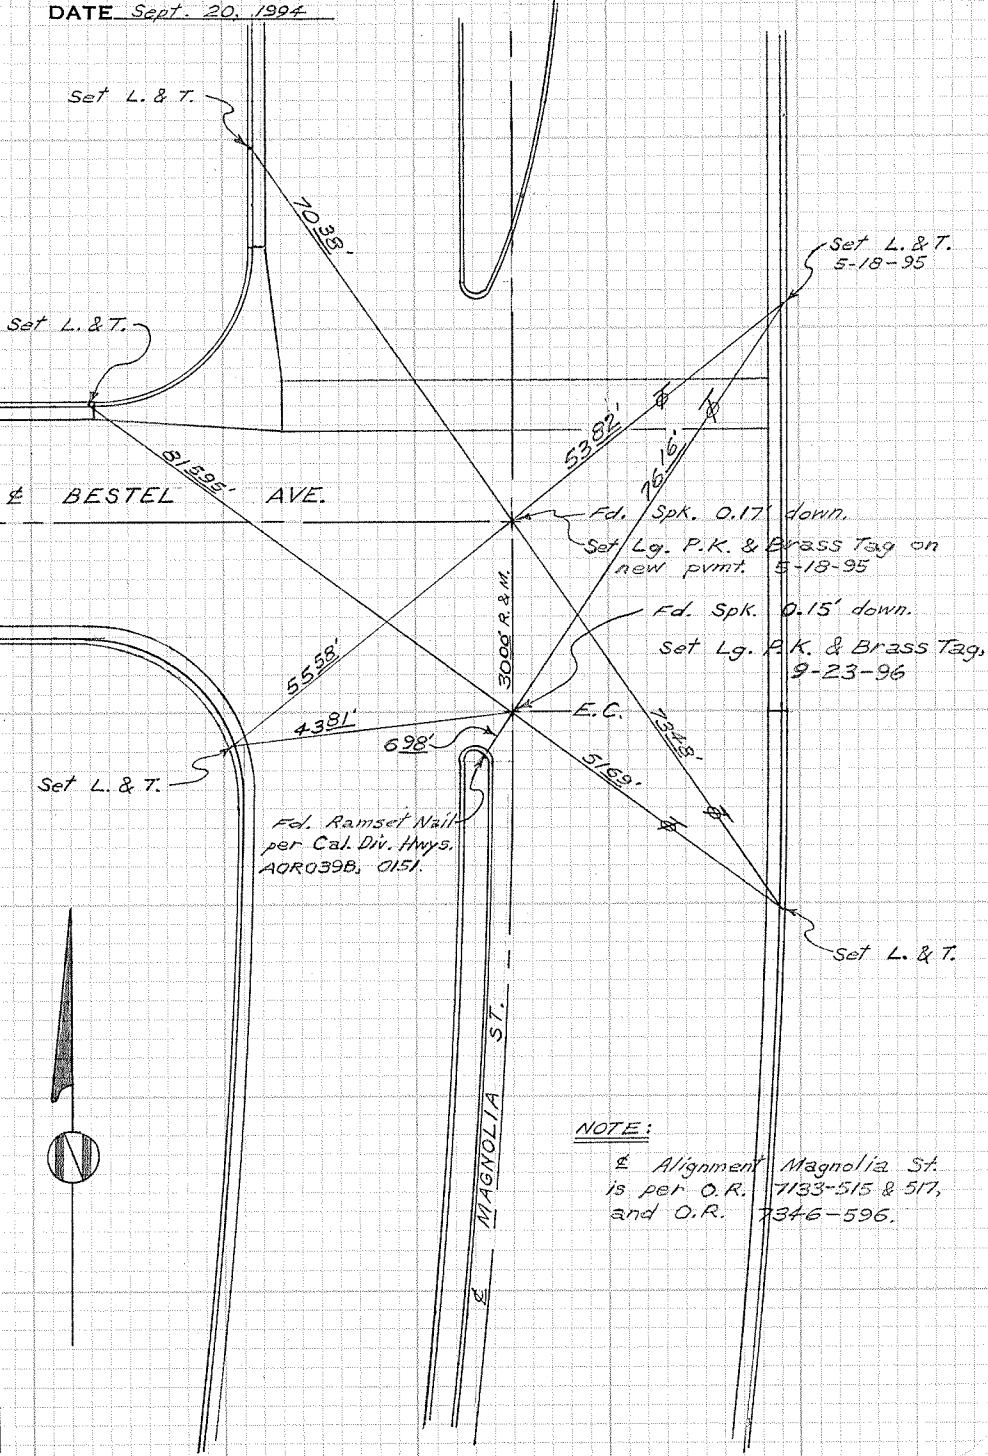 DATE Sept. 20, 1994
Set L. & T.
70.38'
Set L. & T.
5-18-95
Set L. & T.
53.82'
76.16'
81.595'
℄ BESTEL AVE.
Fd. Spk. 0.17' down.
Set Lg. P.K. & Brass Tag on
new pvmt. 5-18-95
30.00' R. & M.
Fd. Spk. 0.15' down.
Set Lg. P.K. & Brass Tag,
9-23-96
55.58'
43.81'
E.C.
6.98'
73.48'
51.69'
Set L. & T.
Fd. Ramset Nail
per Cal. Div. Hwys.
AOR039B, 0151.
Set L. & T.
℄ MAGNOLIA ST.
N
NOTE:
℄ Alignment Magnolia St.
is per O.R. 7133-515 & 517,
and O.R. 7346-596.